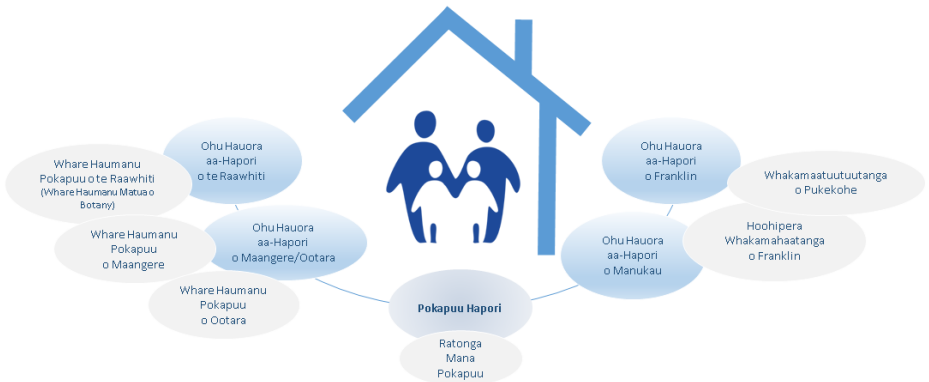 Ohu Hauora
aa-Hapori
o te Raawhiti
Whare Haumanu
Pokapuu o te Raawhiti
(Whare Haumanu Matua o
Botany)
Ohu Hauora
aa-Hapori
o Maangere/Ootara
Whare Haumanu
Pokapuu
o Maangere
Whare Haumanu
Pokapuu
o Ootara
Pokapuu Hapori
Ratonga
Mana
Pokapuu
Ohu Hauora
aa-Hapori
o Manukau
Ohu Hauora
aa-Hapori
o Franklin
Whakamaatuutuutanga
o Pukekohe
Hoohipera
Whakamahaatanga
o Franklin